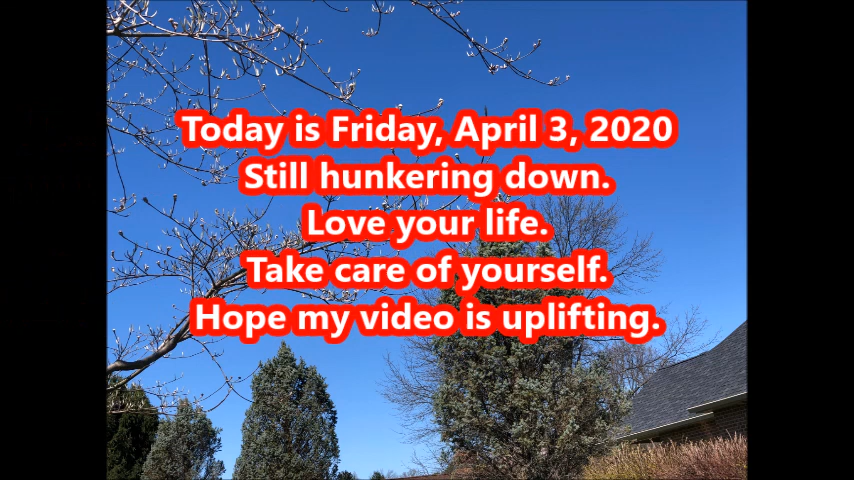 Today is Friday, April 3, 2020
Still hunkering down.
Love your life.
Take care of yourself.
Hope my video is uplifting.